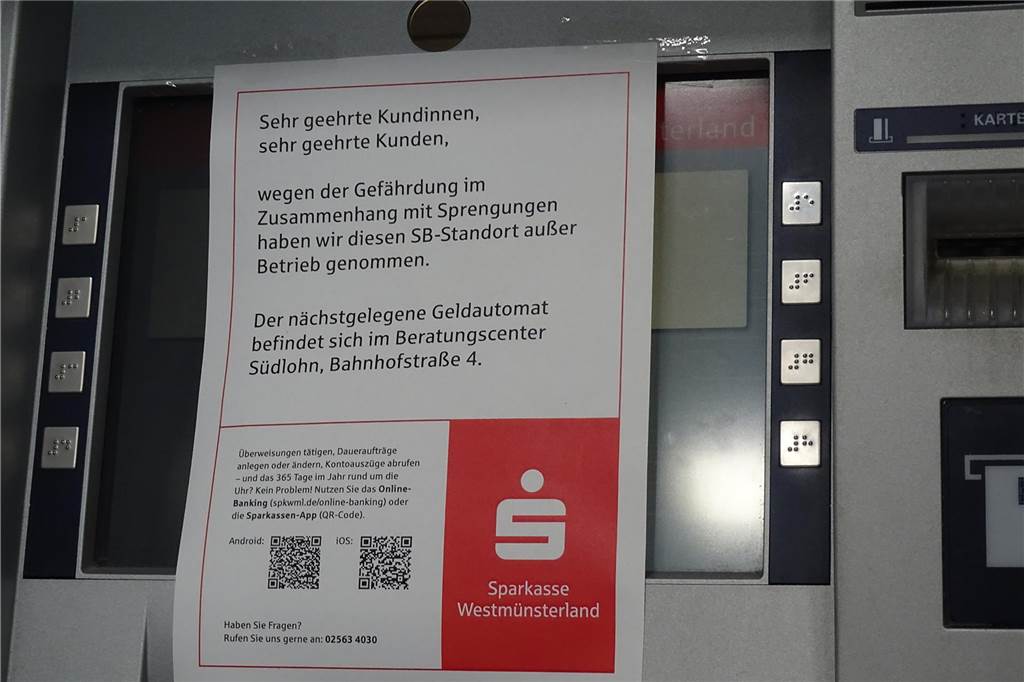 Sehr geehrte Kundinnen,
sehr geehrte Kunden,
wegen der Gefährdung im
Zusammenhang mit Sprengungen
haben wir diesen SB-Standort außer
Betrieb genommen.
Der nächstgelegene Geldautomat
befindet sich im Beratungscenter
Südlohn, Bahnhofstraße 4.
Überweisungen tätigen, Daueraufträge
anlegen oder ändern, Kontoauszüge abrufen
– und das 365 Tage im Jahr rund um die
Uhr? Kein Problem! Nutzen Sie das Online-
Banking (spkwml.de/online-banking) oder
die Sparkassen-App (QR-Code).
Android: iOS:
Haben Sie Fragen?
Rufen Sie uns gerne an: 02563 4030
Sparkasse
Westmünsterland
terland
KARTE